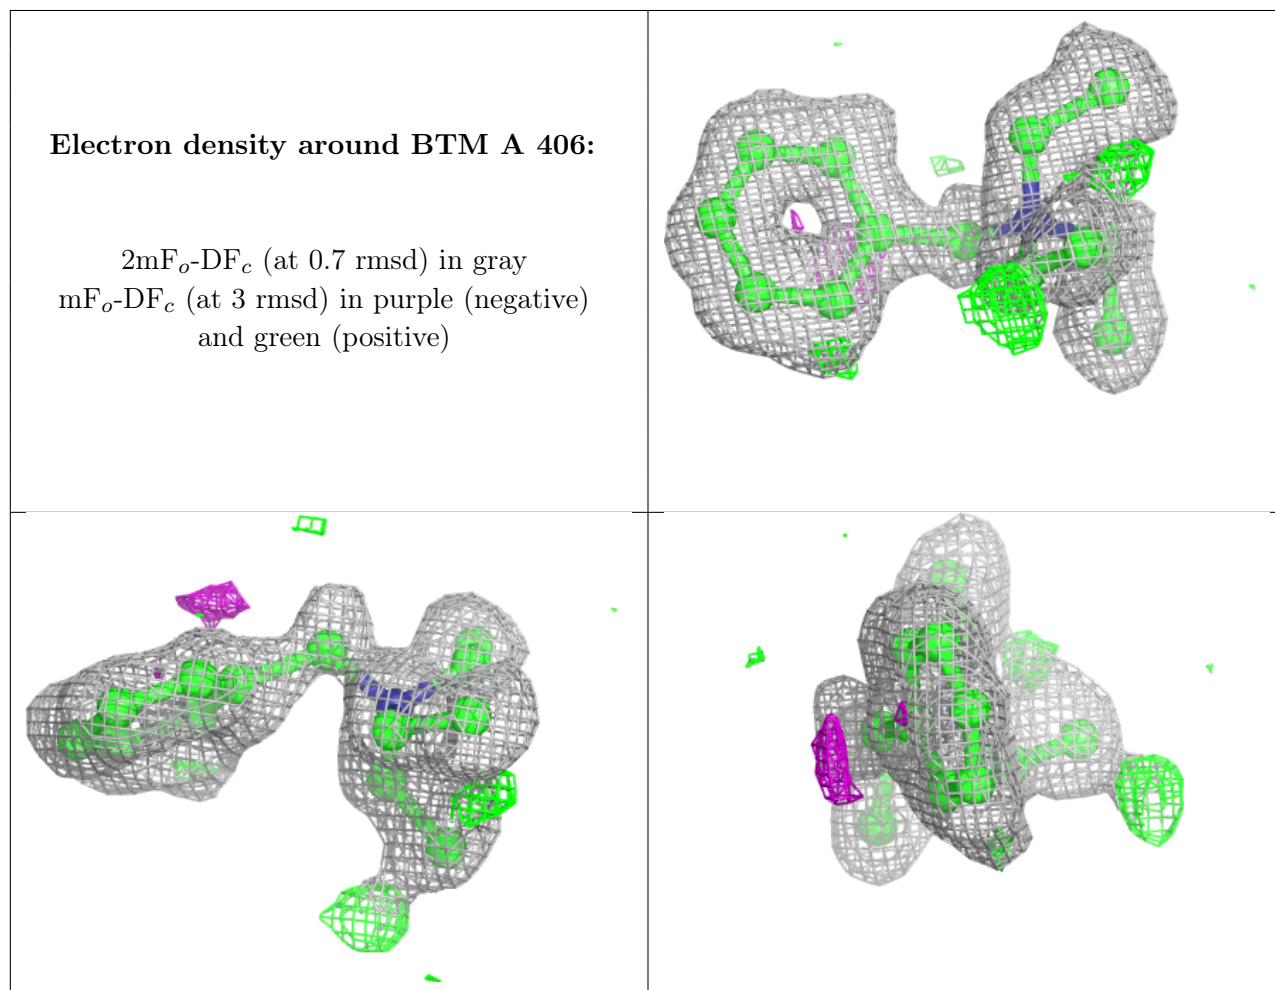 Electron density around BTM A 406:
2mFo-DFc (at 0.7 rmsd) in gray
mFo-DFc (at 3 rmsd) in purple (negative)
and green (positive)